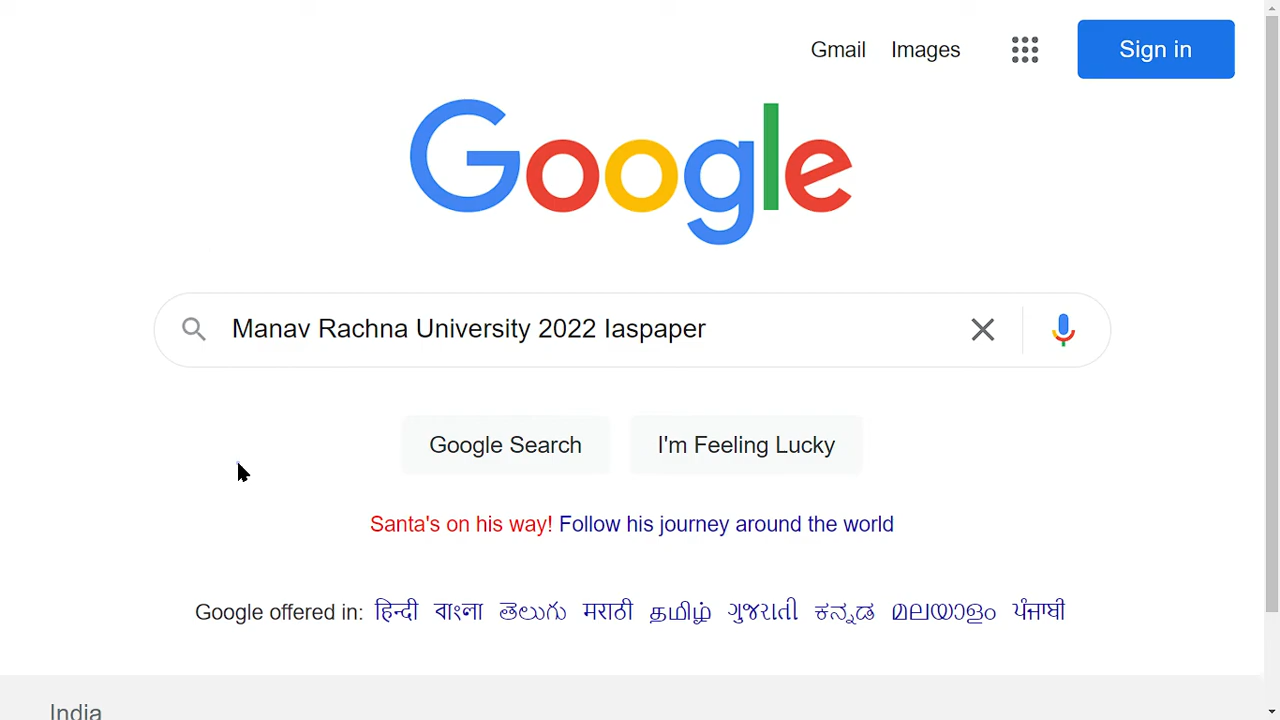 Gmail Images Sign in
Google
Manav Rachna University 2022 Iaspaper
Google Search I'm Feeling Lucky
Santa's on his way! Follow his journey around the world
Google offered in: हिन्दी বাংলা తెలుగు मराठी தமிழ் ગુજરાતી ಕನ್ನಡ മലയാളം ਪੰਜਾਬੀ
India